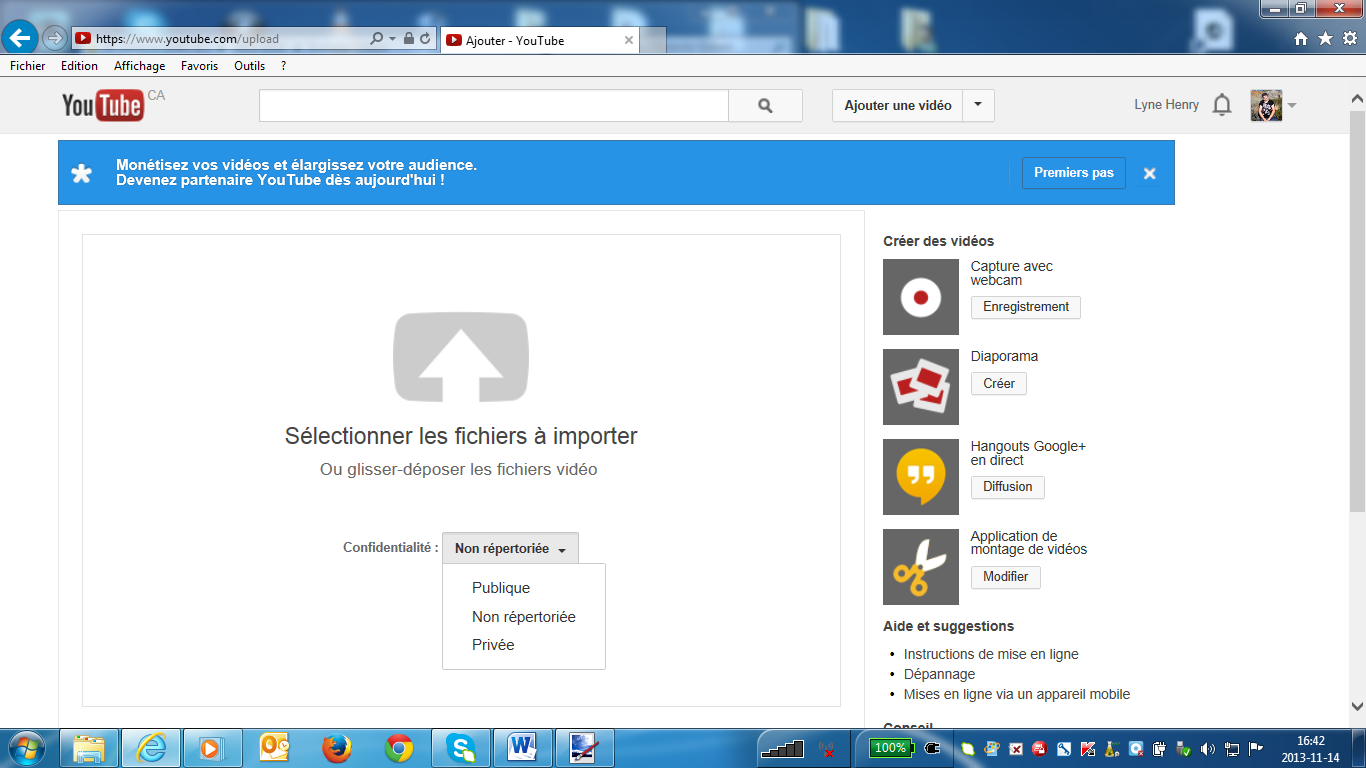 https://www.youtube.com/upload
Ajouter - YouTube
Fichier Edition Affichage Favoris Outils ?
YouTube CA
Ajouter une vidéo
Lyne Henry
Monétisez vos vidéos et élargissez votre audience.
Devenez partenaire YouTube dès aujourd'hui !
Premiers pas
Sélectionner les fichiers à importer
Ou glisser-déposer les fichiers vidéo
Confidentialité : Non répertoriée
Publique
Non répertoriée
Privée
Créer des vidéos
Capture avec
webcam
Enregistrement
Diaporama
Créer
Hangouts Google+
en direct
Diffusion
Application de
montage de vidéos
Modifier
Aide et suggestions
• Instructions de mise en ligne
• Dépannage
• Mises en ligne via un appareil mobile
Conseil
100%
16:42
2013-11-14